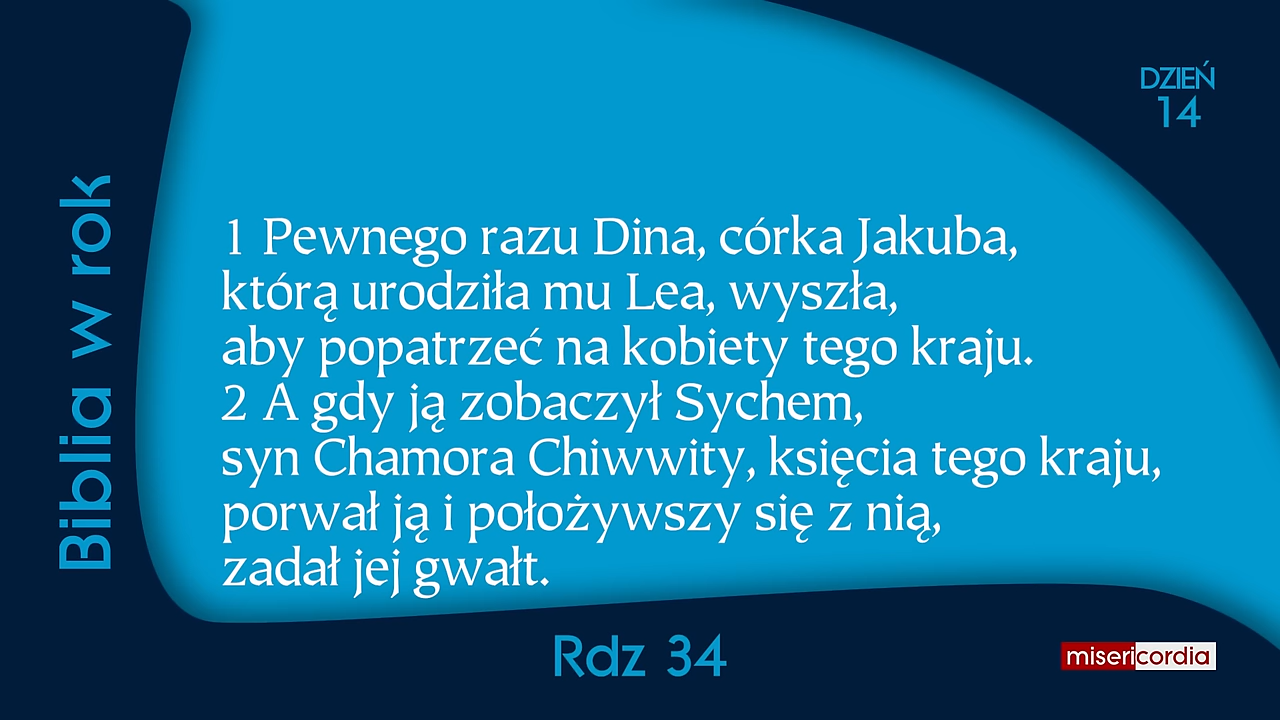 DZIEŃ
14
Biblia w rok
1 Pewnego razu Dina, córka Jakuba,
którą urodziła mu Lea, wyszła,
aby popatrzeć na kobiety tego kraju.
2 A gdy ją zobaczył Sychem,
syn Chamora Chiwwity, księcia tego kraju,
porwał ją i położywszy się z nią,
zadał jej gwałt.
Rdz 34
misericordia